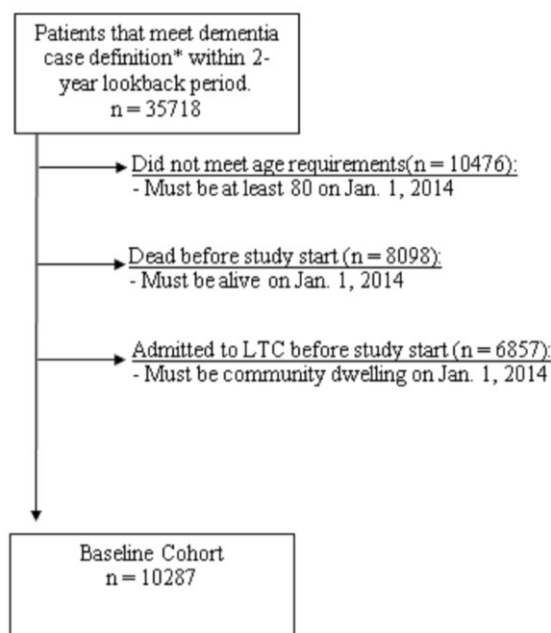 Patients that meet dementia
case definition* within 2-
year lookback period.
n = 35718
Did not meet age requirements(n = 10476):
- Must be at least 80 on Jan. 1, 2014
Dead before study start (n = 8098):
- Must be alive on Jan. 1, 2014
Admitted to LTC before study start (n = 6857):
- Must be community dwelling on Jan. 1, 2014
Baseline Cohort
n = 10287